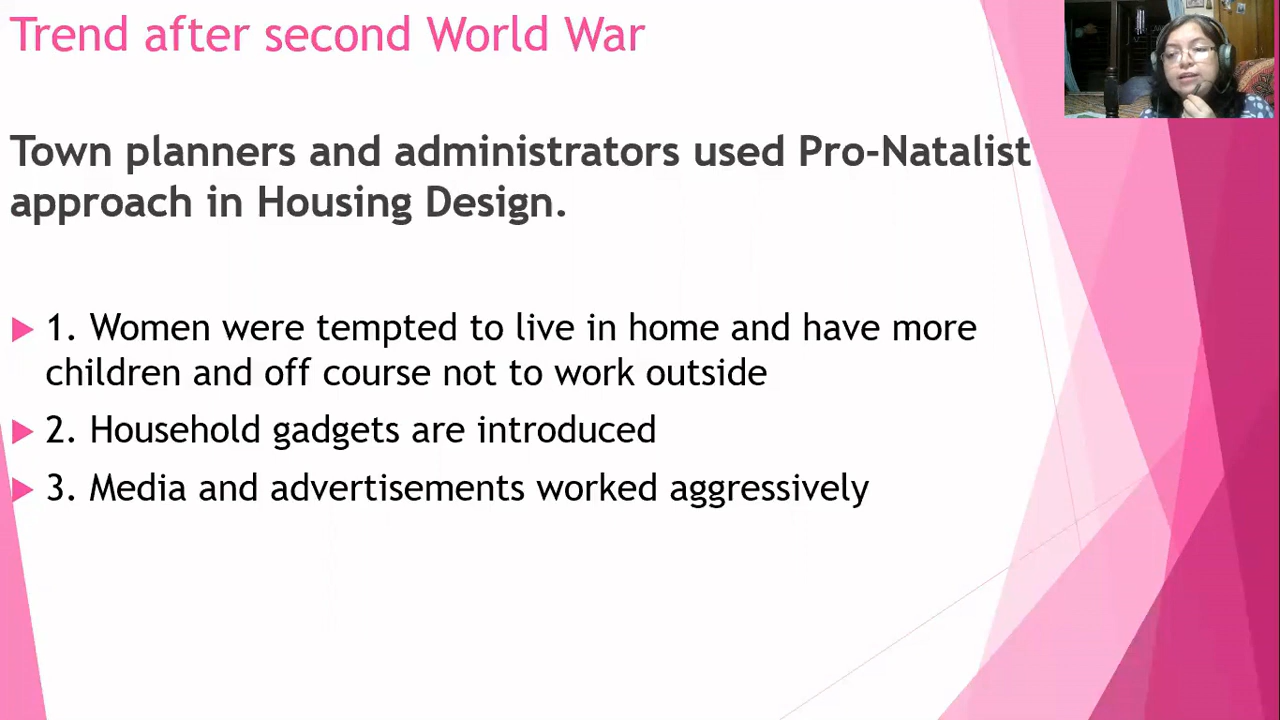 Trend after second World War
Town planners and administrators used Pro-Natalist
approach in Housing Design.
1. Women were tempted to live in home and have more
children and off course not to work outside
2. Household gadgets are introduced
3. Media and advertisements worked aggressively